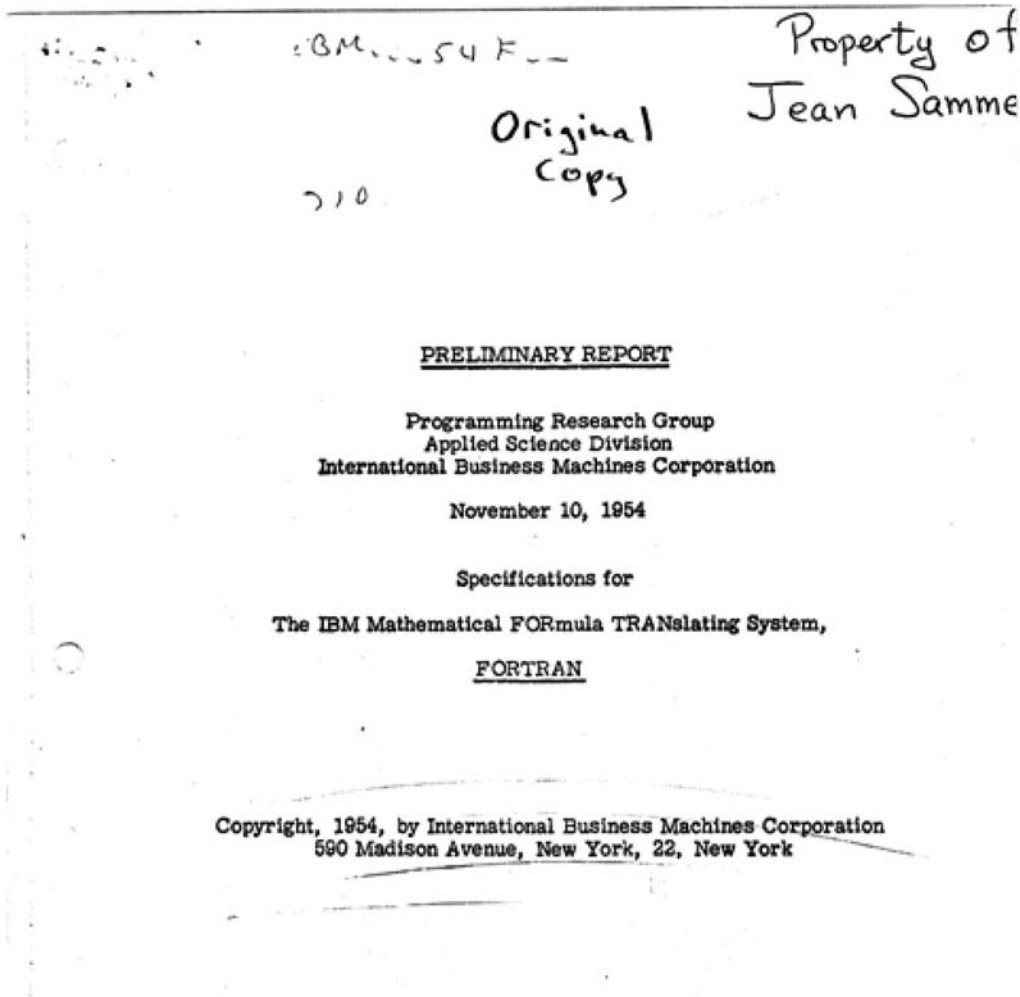 Property of
Jean Samme
Original
Copy
PRELIMINARY REPORT
Programming Research Group
Applied Science Division
International Business Machines Corporation
November 10, 1954
Specifications for
The IBM Mathematical FORmula TRANslating System,
FORTRAN
Copyright, 1954, by International Business Machines Corporation
590 Madison Avenue, New York, 22, New York